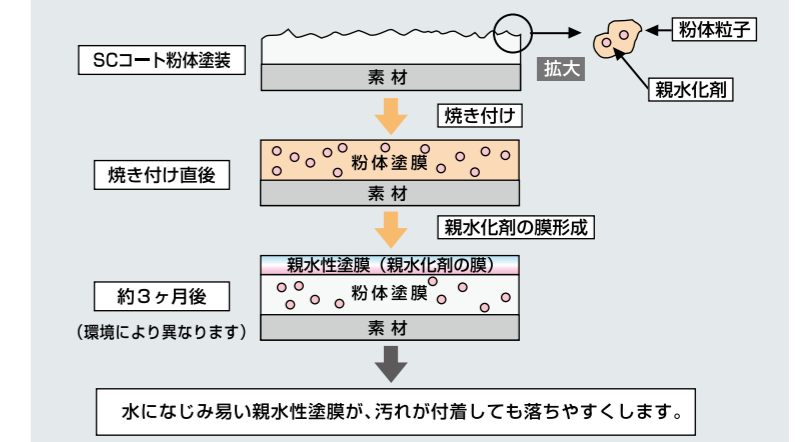 粉体粒子
SCコート粉体塗装
素材
拡大
親水化剤
焼き付け
焼き付け直後
粉体塗膜
素材
親水化剤の膜形成
親水性塗膜（親水化剤の膜）
約3ヶ月後
粉体塗膜
（環境により異なります）
素材
水になじみ易い親水性塗膜が、汚れが付着しても落ちやすくします。